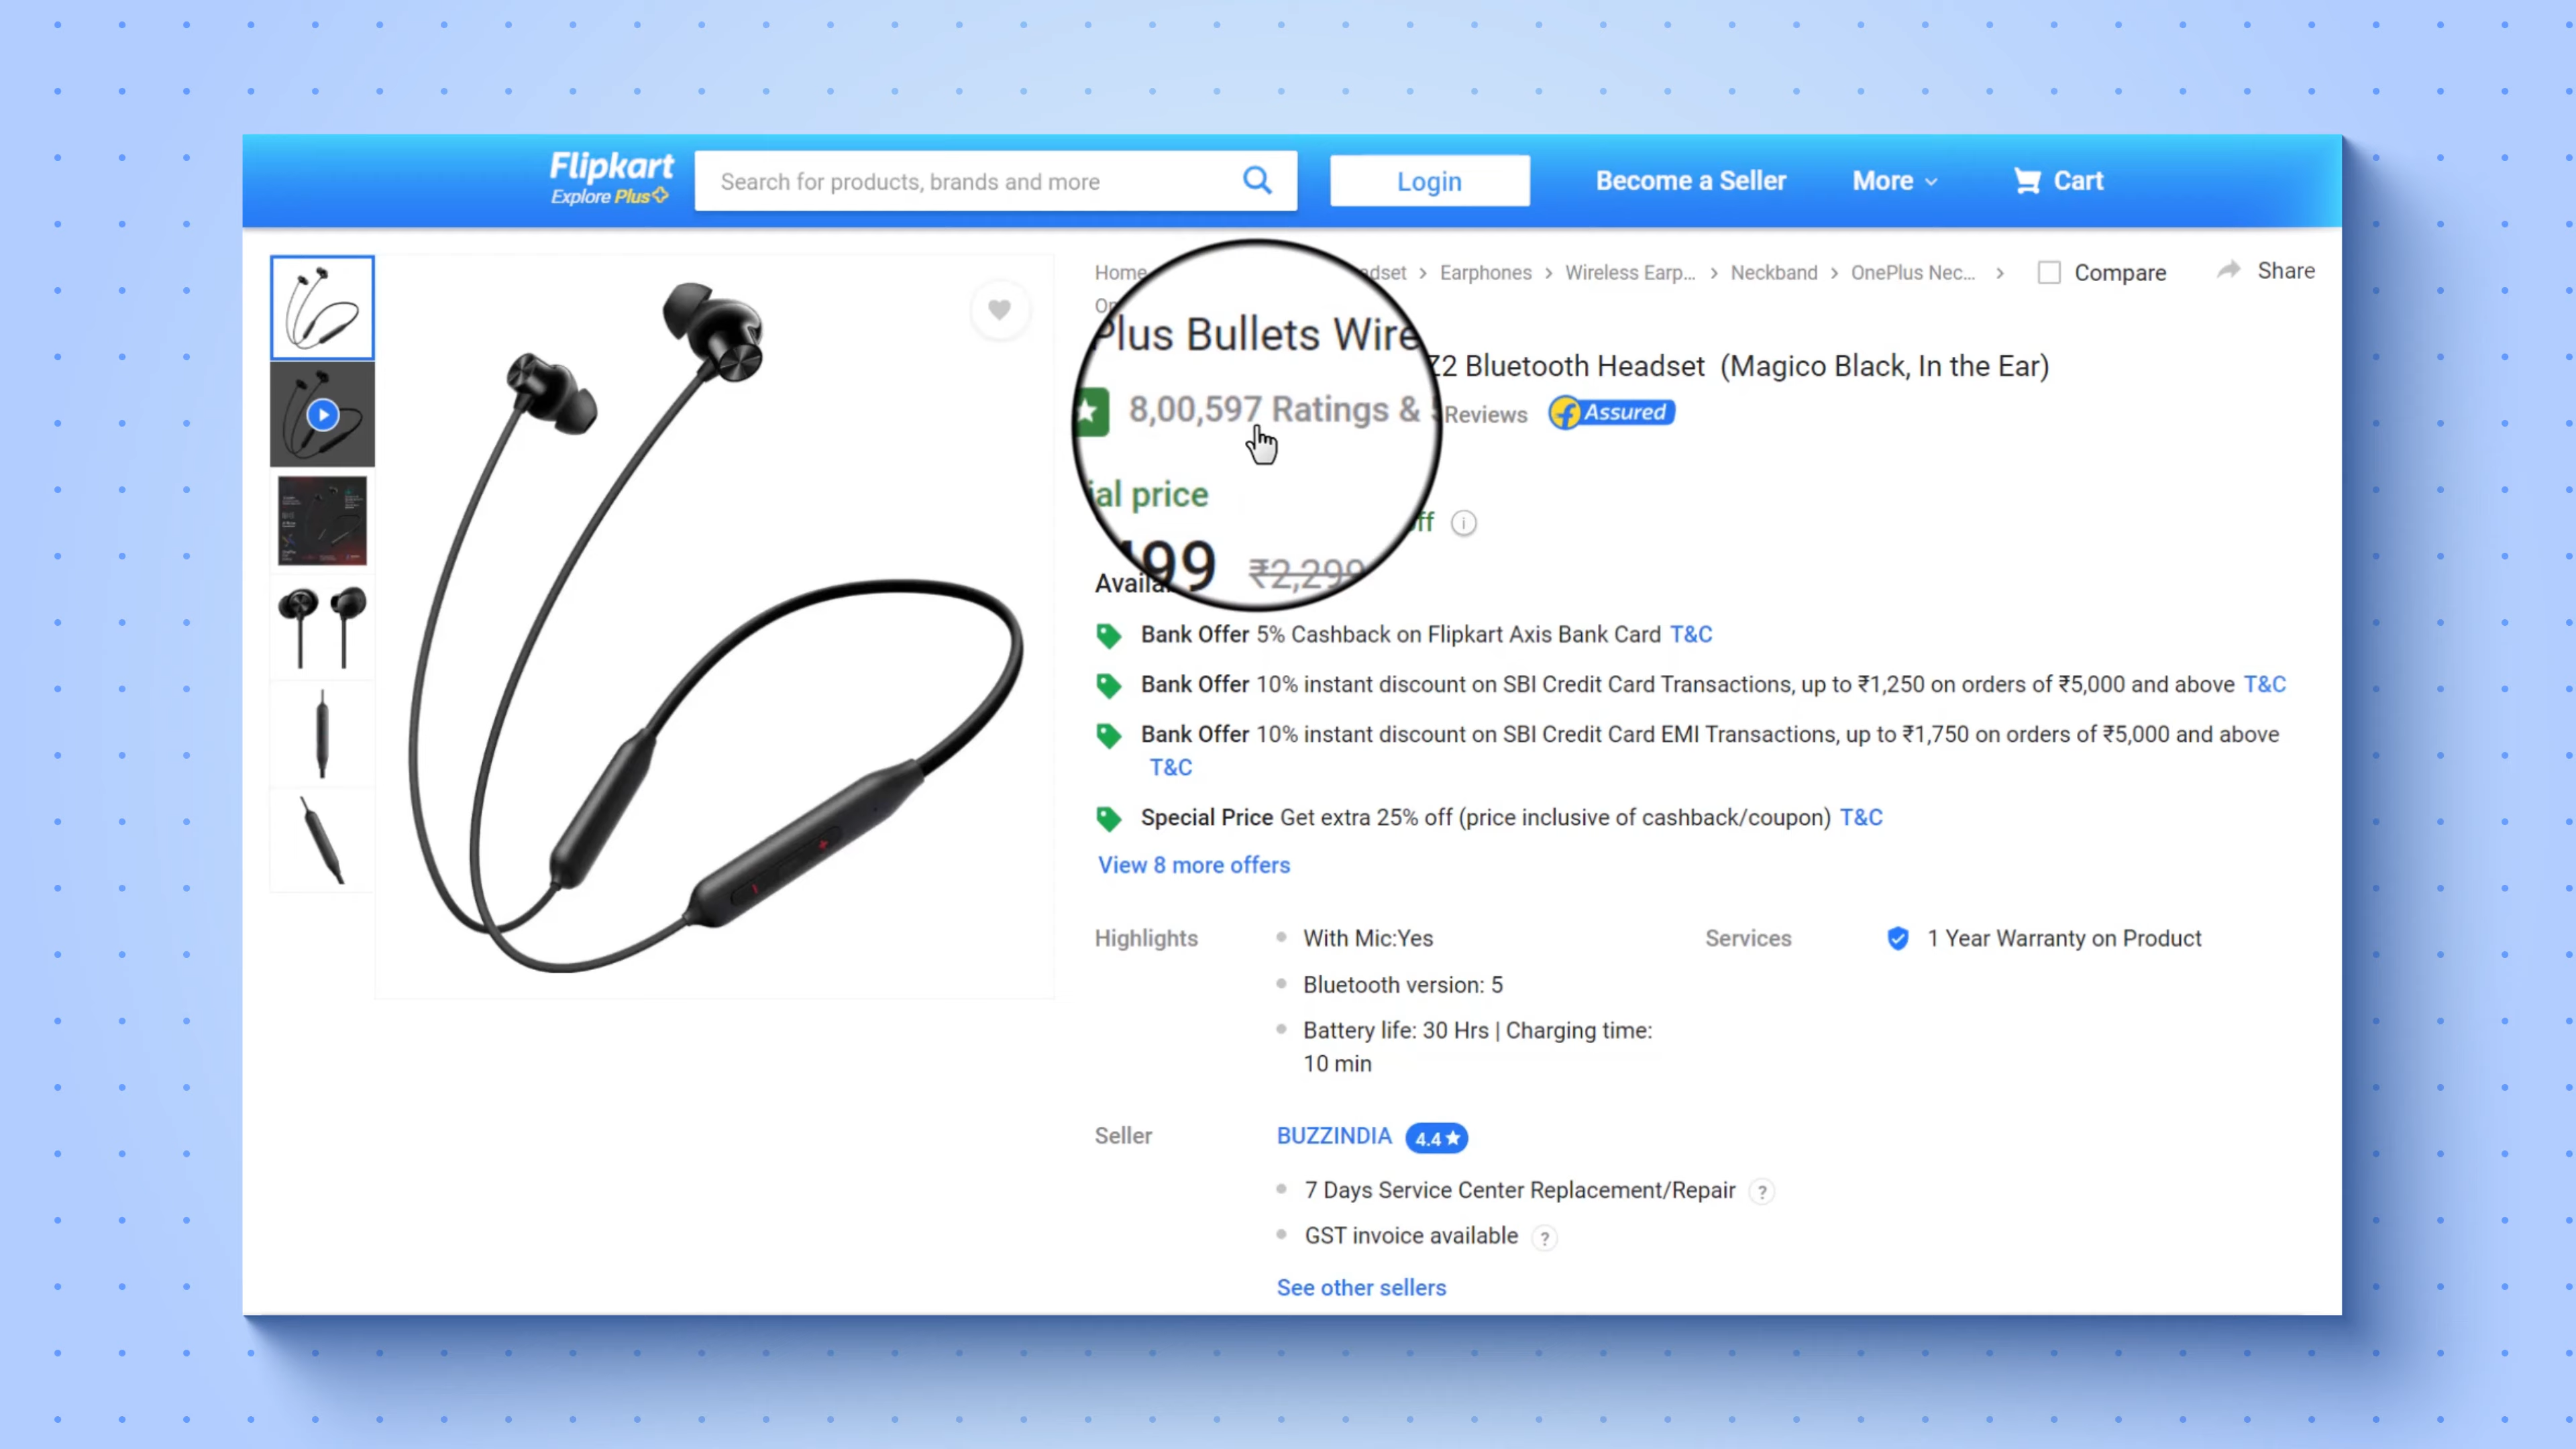 Flipkart
Explore Plus
Search for products, brands and more
Login
Become a Seller
More
Cart
Home
Earphones
Wireless Earp...
Neckband
OnePlus Nec...
Compare
Share
Plus Bullets Wire
Z2 Bluetooth Headset (Magico Black, In the Ear)
8,00,597 Ratings &
Reviews
Assured
price
99 ₹2,299
Bank Offer 5% Cashback on Flipkart Axis Bank Card T&C
Bank Offer 10% instant discount on SBI Credit Card Transactions, up to ₹1,250 on orders of ₹5,000 and above T&C
Bank Offer 10% instant discount on SBI Credit Card EMI Transactions, up to ₹1,750 on orders of ₹5,000 and above
T&C
Special Price Get extra 25% off (price inclusive of cashback/coupon) T&C
View 8 more offers
Highlights
With Mic:Yes
Bluetooth version: 5
Battery life: 30 Hrs | Charging time:
10 min
Services
1 Year Warranty on Product
Seller
BUZZINDIA 4.4
7 Days Service Center Replacement/Repair ?
GST invoice available ?
See other sellers